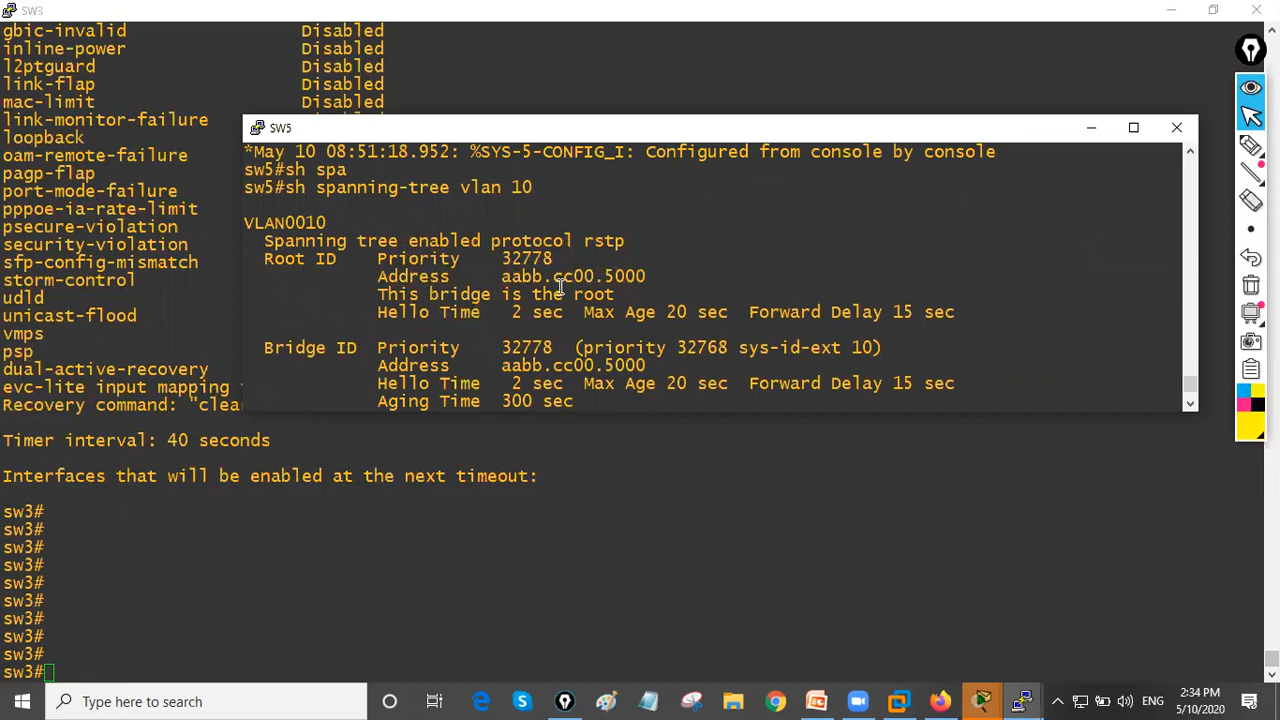 SW3
gbic-invalid Disabled
inline-power Disabled
l2ptguard Disabled
link-flap Disabled
mac-limit Disabled
link-monitor-failure
loopback
oam-remote-failure
pagp-flap
port-mode-failure
pppoe-ia-rate-limit
psecure-violation
security-violation
sfp-config-mismatch
storm-control
udld
unicast-flood
vmps
psp
dual-active-recovery
evc-lite input mapping
Recovery command: "clea
Timer interval: 40 seconds
Interfaces that will be enabled at the next timeout:
sw3#
sw3#
sw3#
sw3#
sw3#
sw3#
sw3#
sw3#
sw3#
sw3#
SW5
*May 10 08:51:18.952: %SYS-5-CONFIG_I: Configured from console by console
sw5#sh spa
sw5#sh spanning-tree vlan 10
VLAN0010
Spanning tree enabled protocol rstp
Root ID Priority 32778
Address aabb.cc00.5000
This bridge is the root
Hello Time 2 sec Max Age 20 sec Forward Delay 15 sec
Bridge ID Priority 32778 (priority 32768 sys-id-ext 10)
Address aabb.cc00.5000
Hello Time 2 sec Max Age 20 sec Forward Delay 15 sec
Aging Time 300 sec
Type here to search
ENG
2:34 PM
5/10/2020